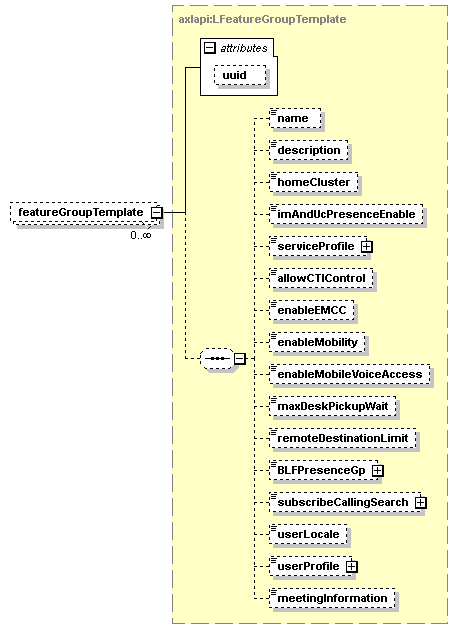 axlapi:LFeatureGroupTemplate
attributes
uuid
name
description
homeCluster
imAndUcPresenceEnable
featureGroupTemplate
0..∞
serviceProfile
allowCTIControl
enableEMCC
enableMobility
enableMobileVoiceAccess
maxDeskPickupWait
remoteDestinationLimit
BLFPresenceGp
subscribeCallingSearch
userLocale
userProfile
meetingInformation